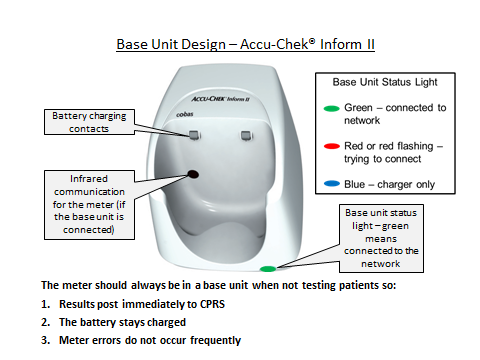 Base Unit Design – Accu-Chek® Inform II
ACCU-CHEK® Inform II
cobas
Battery charging
contacts
Infrared
communication
for the meter (if
the base unit is
connected)
Base Unit Status Light
Green – connected to
network
Red or red flashing –
trying to connect
Blue – charger only
Base unit status
light – green
means
connected to the
network
The meter should always be in a base unit when not testing patients so:
1. Results post immediately to CPRS
2. The battery stays charged
3. Meter errors do not occur frequently